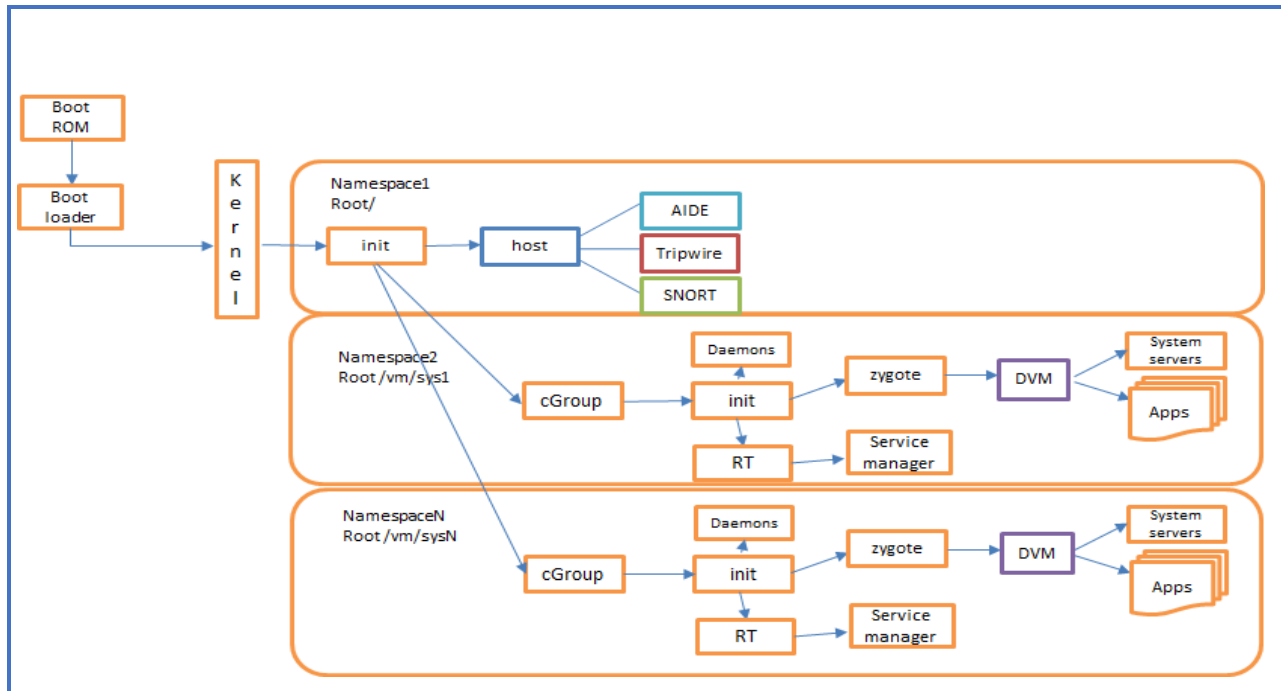 Boot
ROM
Boot
loader
K
e
r
n
e
l
Namespace1
Root/
init
host
AIDE
Tripwire
SNORT
Namespace2
Root /vm/sys1
cGroup
Daemons
init
RT
zygote
Service
manager
DVM
System
servers
Apps
NamespaceN
Root /vm/sysN
cGroup
Daemons
init
RT
zygote
Service
manager
DVM
System
servers
Apps